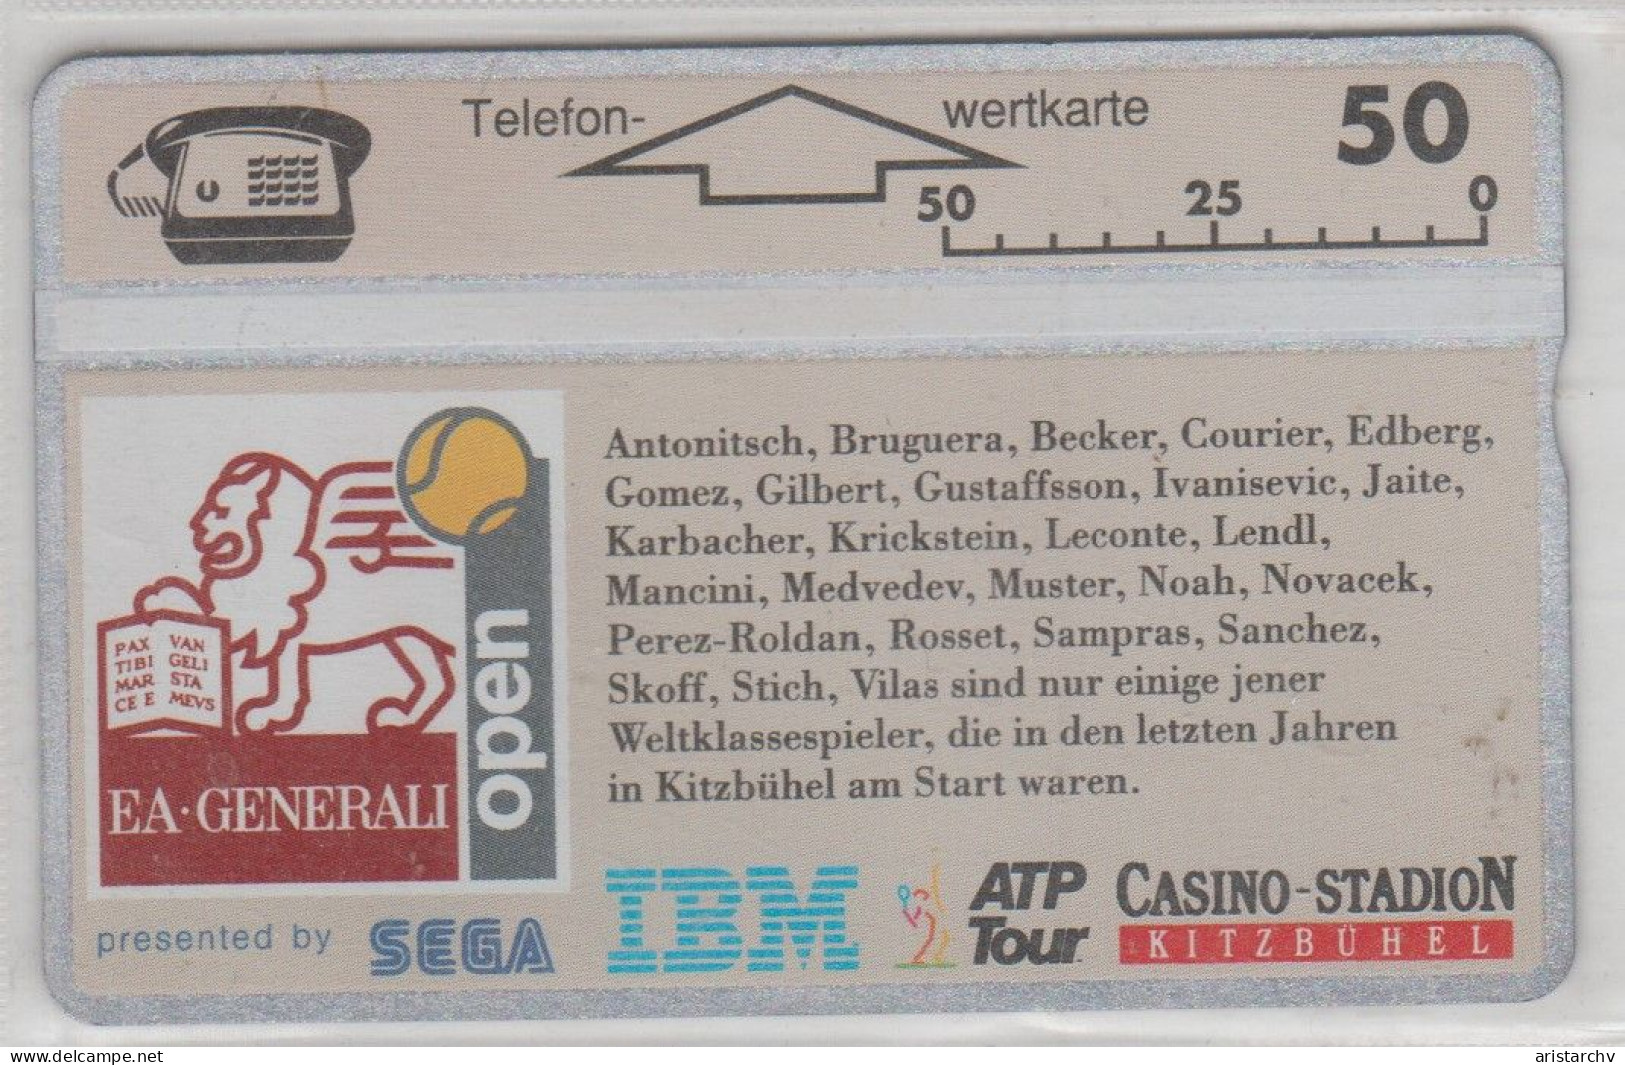 Telefon-
wertkarte
50
50 25 0
Antonitsch, Bruguera, Becker, Courier, Edberg,
Gomez, Gilbert, Gustaffsson, Ivanisevic, Jaite,
Karbacher, Krickstein, Leconte, Lendl,
Mancini, Medvedev, Muster, Noah, Novacek,
Perez-Roldan, Rosset, Sampras, Sanchez,
Skoff, Stich, Vilas sind nur einige jener
Weltklassespieler, die in den letzten Jahren
in Kitzbühel am Start waren.
PAX VAN
TIBI GELI
MAR STA
CE E MEVS
EA·GENERALI
open
presented by SEGA
IBM
ATP
Tour
CASINO-STADION
KITZBÜHEL
www.delcampe.net
aristarchv